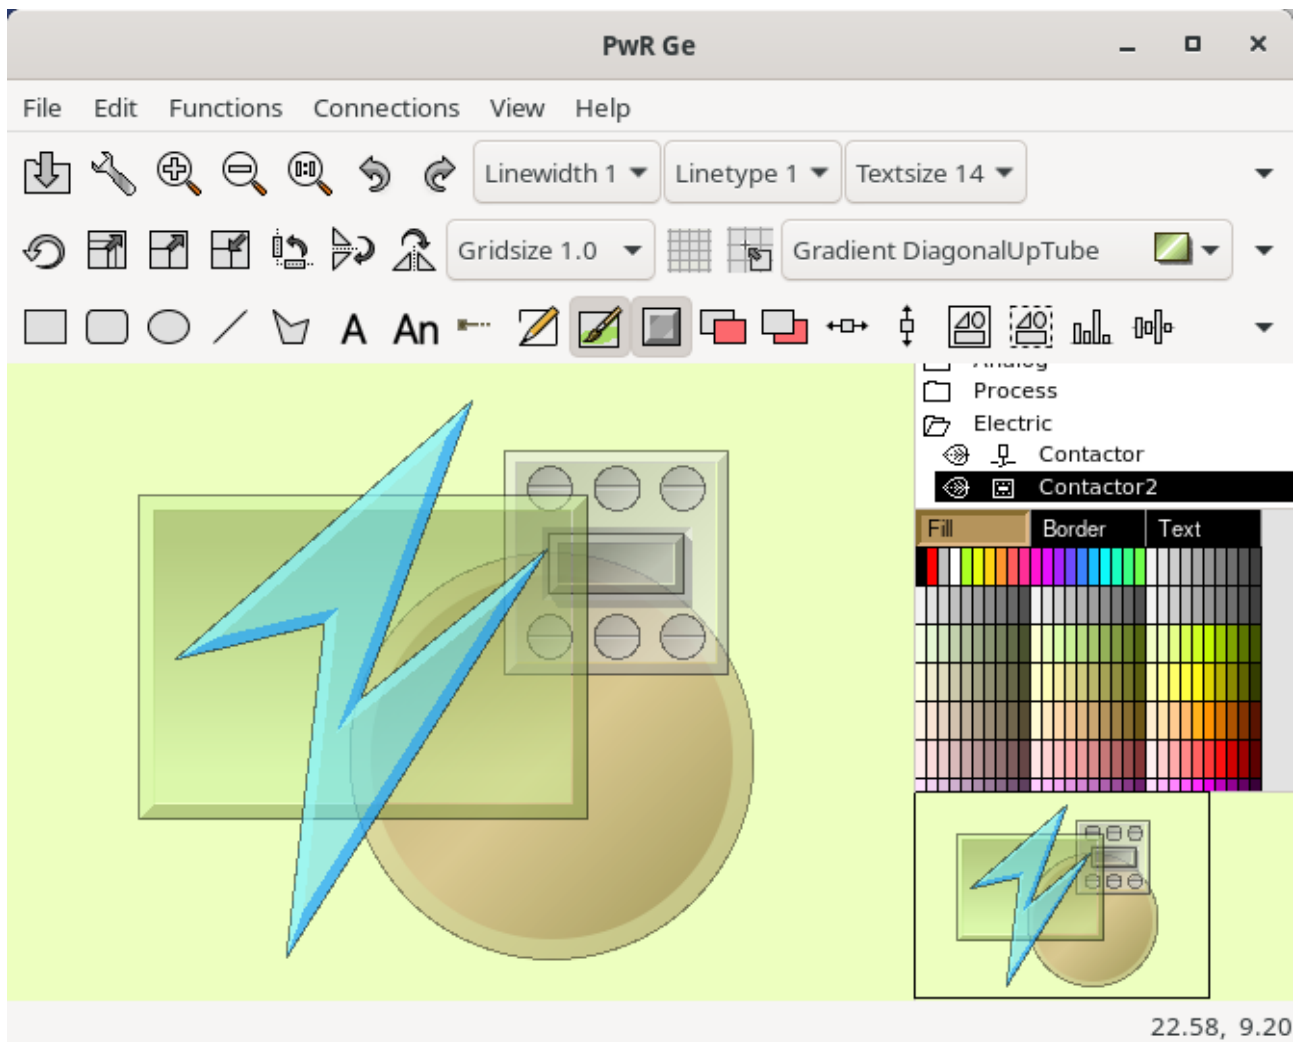 PwR Ge
File Edit Functions Connections View Help
Linewidth 1 Linetype 1 Textsize 14
Gridsize 1.0 Gradient DiagonalUpTube
A An
Analog
Process
Electric
Contactor
Contactor2
Fill Border Text
22.58, 9.20